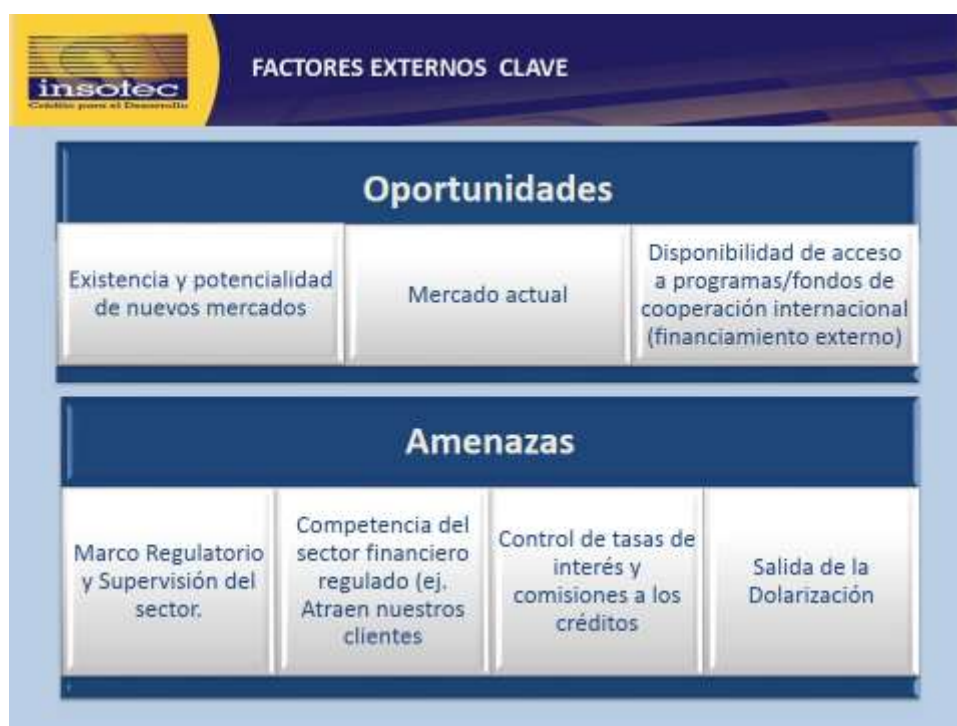 insotec
Crédito para el Desarrollo
FACTORES EXTERNOS CLAVE
Oportunidades
Existencia y potencialidad
de nuevos mercados
Mercado actual
Disponibilidad de acceso
a programas/fondos de
cooperación internacional
(financiamiento externo)
Amenazas
Marco Regulatorio
y Supervisión del
sector.
Competencia del
sector financiero
regulado (ej.
Atraen nuestros
clientes
Control de tasas de
interés y
comisiones a los
créditos
Salida de la
Dolarización